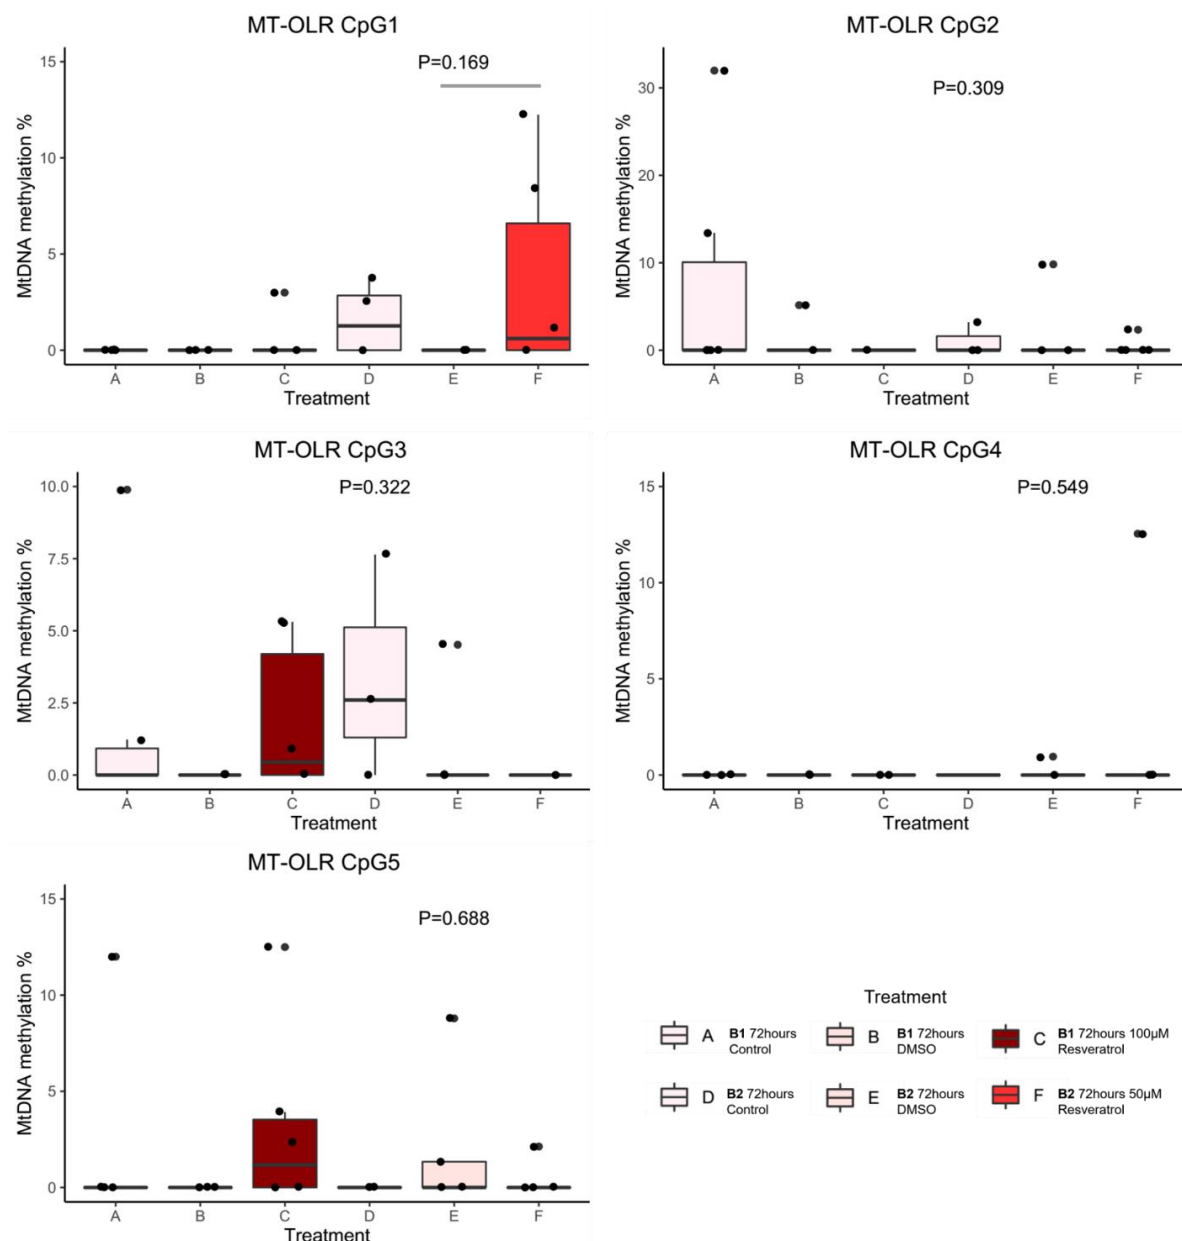 MT-OLR CpG1
MtDNA methylation %
15
10
5
0
P=0.169
A B C D E F
Treatment
MT-OLR CpG2
MtDNA methylation %
30
20
10
0
P=0.309
A B C D E F
Treatment
MT-OLR CpG3
MtDNA methylation %
10.0
7.5
5.0
2.5
0.0
P=0.322
A B C D E F
Treatment
MT-OLR CpG4
MtDNA methylation %
15
10
5
0
P=0.549
A B C D E F
Treatment
MT-OLR CpG5
MtDNA methylation %
15
10
5
0
P=0.688
A B C D E F
Treatment
Treatment
A B1 72hours
Control
B B1 72hours
DMSO
C B1 72hours 100µM
Resveratrol
D B2 72hours
Control
E B2 72hours
DMSO
F B2 72hours 50µM
Resveratrol